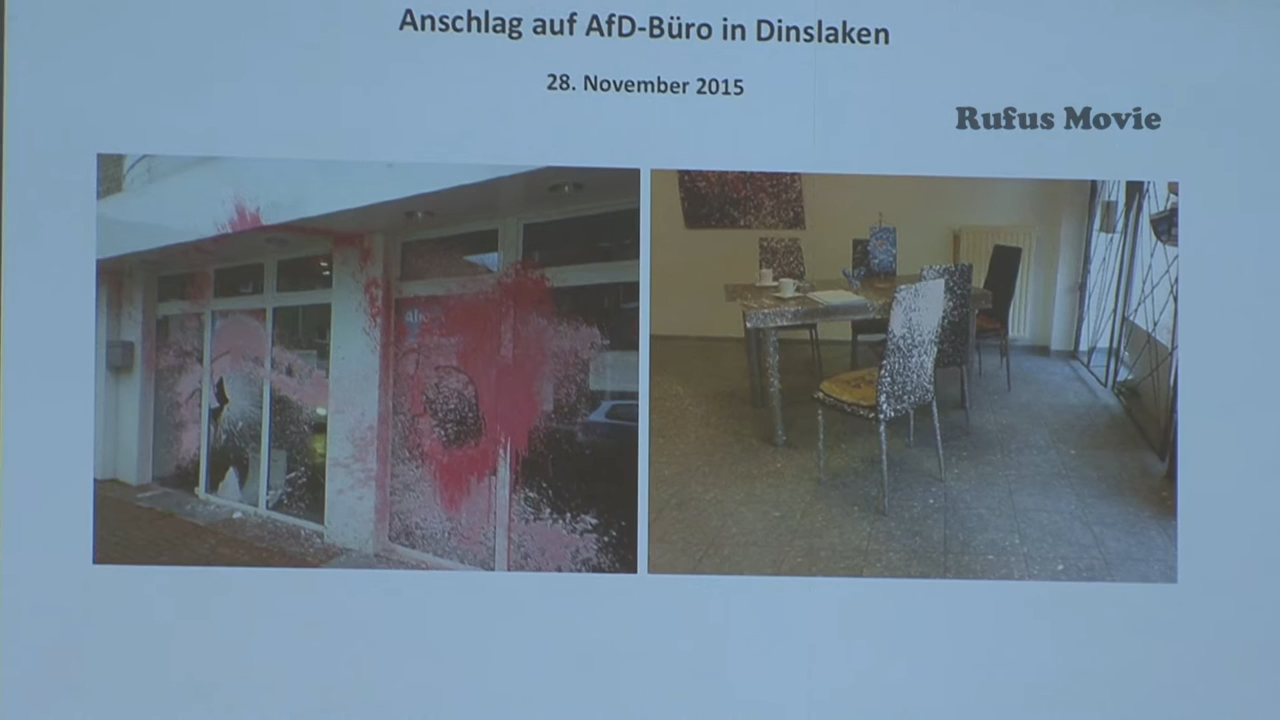 Anschlag auf AfD-Büro in Dinslaken
28. November 2015
Rufus Movie